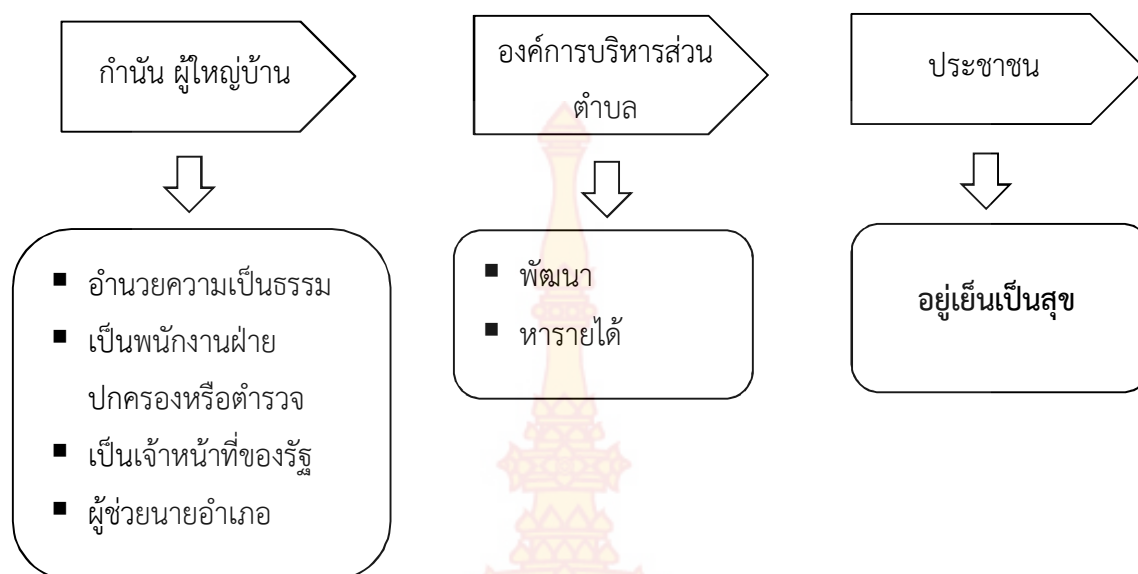 กำนัน ผู้ใหญ่บ้าน
องค์การบริหารส่วน
ตำบล
ประชาชน
▪ อำนวยความเป็นธรรม
▪ เป็นพนักงานฝ่าย
ปกครองหรือตำรวจ
▪ เป็นเจ้าหน้าที่ของรัฐ
▪ ผู้ช่วยนายอำเภอ
▪ พัฒนา
▪ หารายได้
อยู่เย็นเป็นสุข